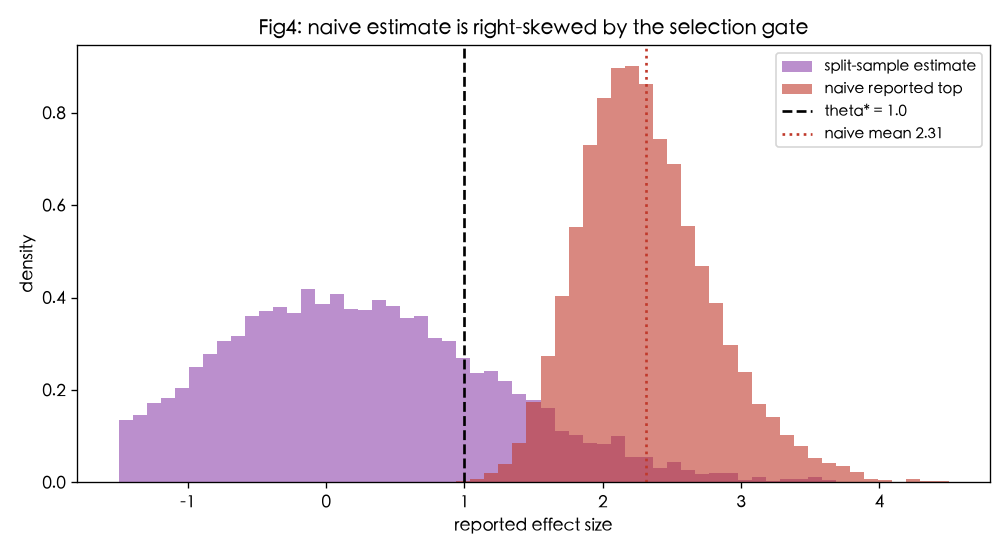 Fig4: naive estimate is right-skewed by the selection gate
split-sample estimate
naive reported top
theta* = 1.0
naive mean 2.31
density
0.8
0.6
0.4
0.2
0.0
-1 0 1 2 3 4
reported effect size